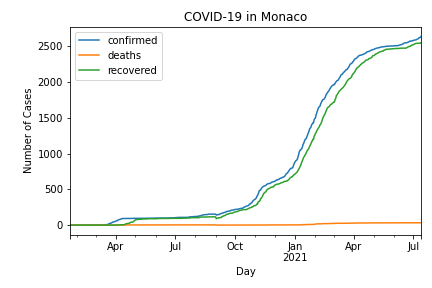 COVID-19 in Monaco
confirmed
deaths
recovered
Number of Cases
2500
2000
1500
1000
500
0
Apr Jul Oct Jan Apr Jul
2021
Day